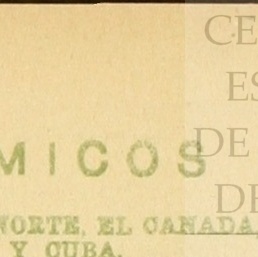 CE
ES
MICOS
DE
NORTE, EL CANADA
DE
Y CUBA.